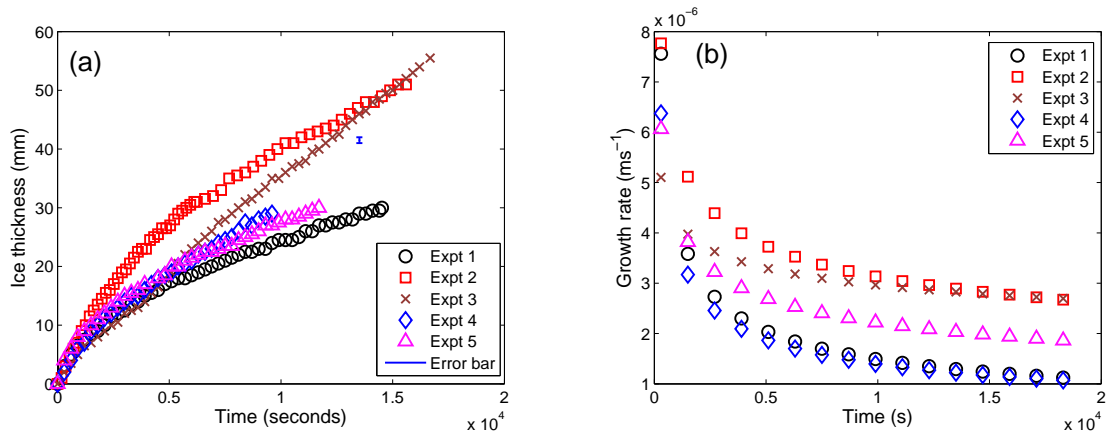 (a)
Ice thickness (mm)
60
50
40
30
20
10
0
0
0.5
1
1.5
2
x 10^4
Time (seconds)
Expt 1
Expt 2
Expt 3
Expt 4
Expt 5
Error bar
(b)
x 10^−6
Growth rate (ms^−1)
8
7
6
5
4
3
2
1
0
0.5
1
1.5
2
x 10^4
Time (s)
Expt 1
Expt 2
Expt 3
Expt 4
Expt 5